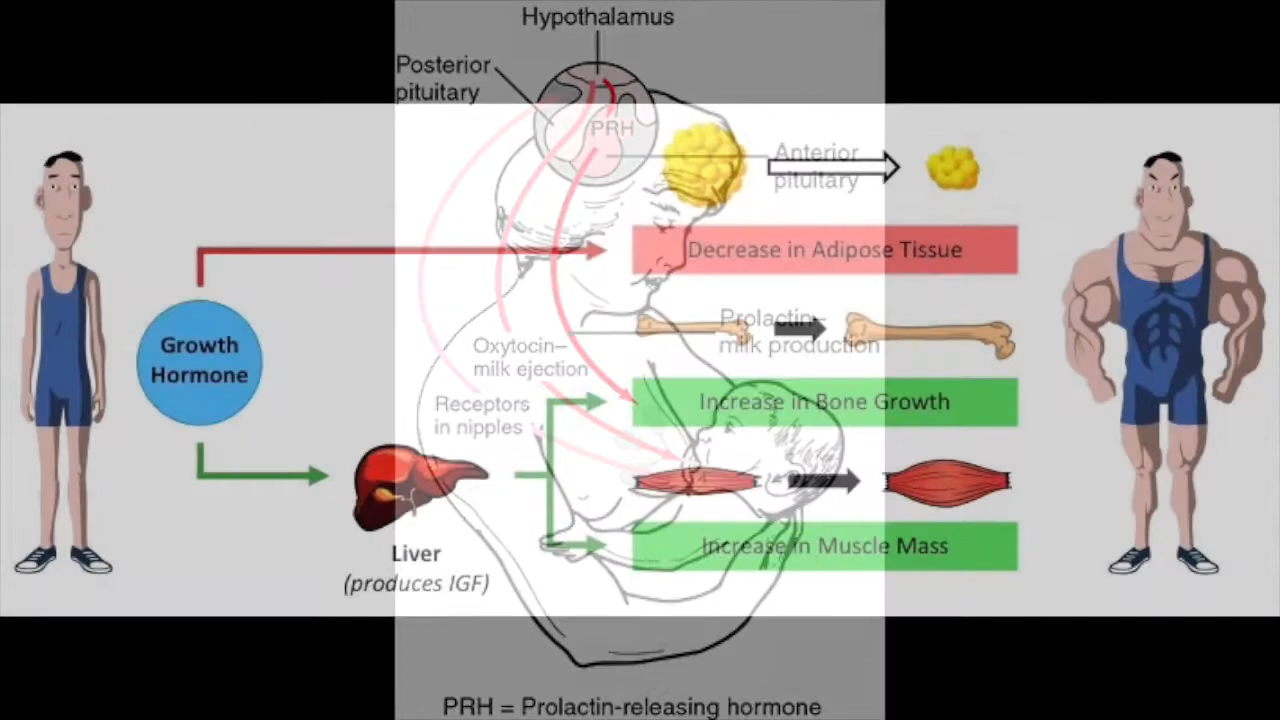 Hypothalamus
Posterior
pituitary
PRH
Anterior
pituitary
Decrease in Adipose Tissue
Growth
Hormone
Prolactin–
milk production
Oxytocin–
milk ejection
Receptors
in nipples
Increase in Bone Growth
Increase in Muscle Mass
Liver
(produces IGF)
PRH = Prolactin-releasing hormone